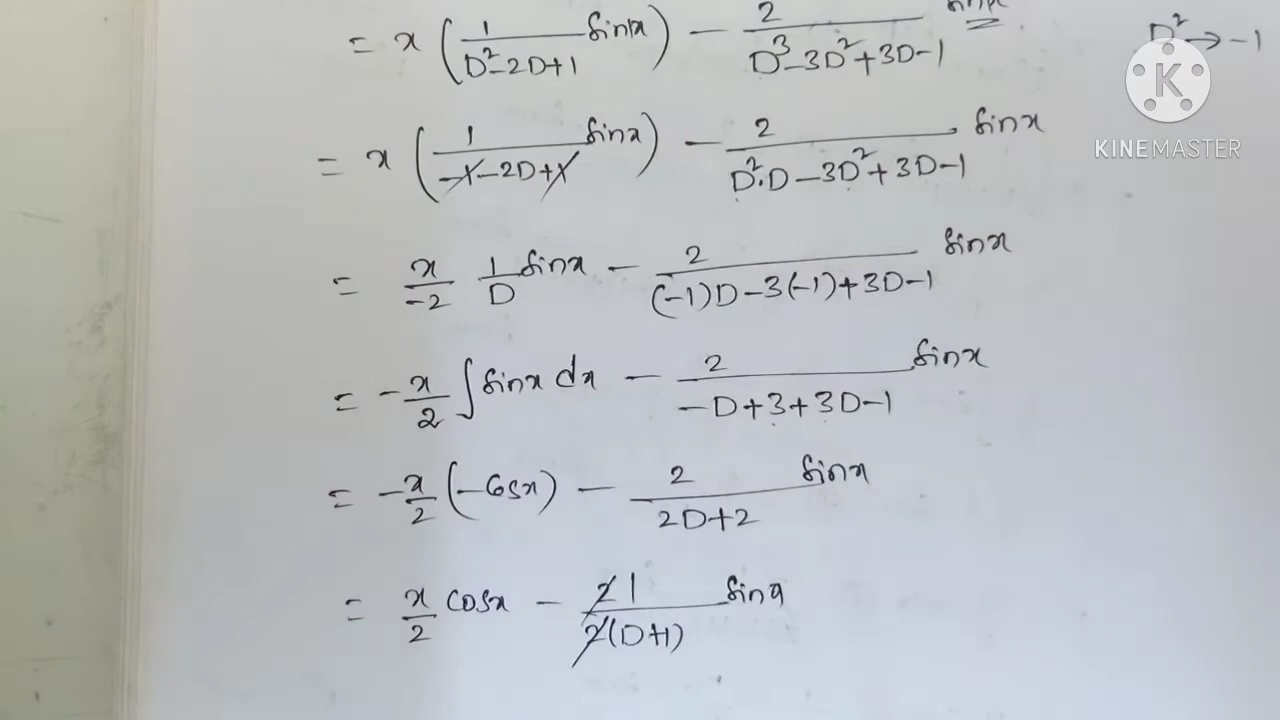 = x (1/(D²-2D+1) sinx) - 2/(D³-3D²+3D-1) sinx
D² → -1
K
KINEMASTER
= x (1/(-1-2D+1) sinx) - 2/(D².D-3D²+3D-1) sinx
= x/-2 1/D sinx - 2/((-1)D-3(-1)+3D-1) sinx
= -x/2 ∫sinx dx - 2/(-D+3+3D-1) sinx
= -x/2 (-Cosx) - 2/(2D+2) sinx
= x/2 cosx - 2 1/(2(D+1)) sinx